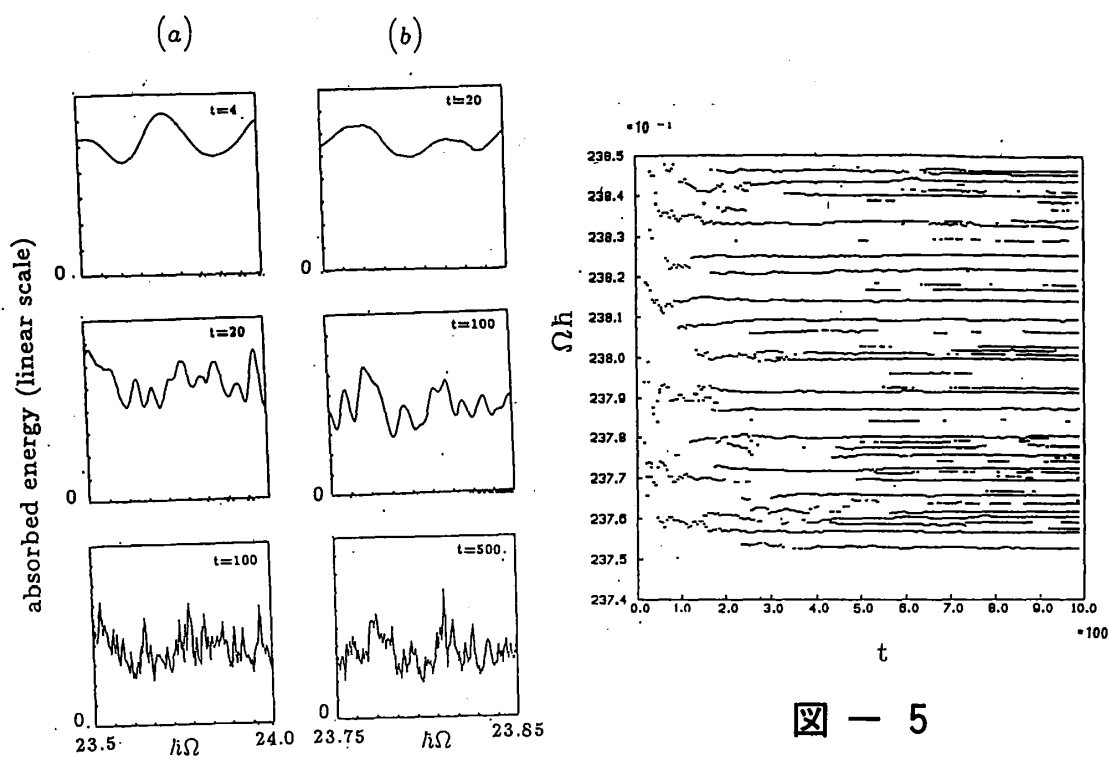 (a)
(b)
absorbed energy (linear scale)
t=4
0.
t=20
0
t=100
0.
23.5
ħΩ
24.0
t=20
0
t=100
0
t=500.
0
23.75
ħΩ
23.85
*10 -1
238.5
238.4
238.3
238.2
238.1
238.0
237.9
237.8
237.7
237.6
237.5
237.4
Ωħ
0.0 1.0 2.0 3.0 4.0 5.0 6.0 7.0 8.0 9.0 10.0
*100
t
図 － 5